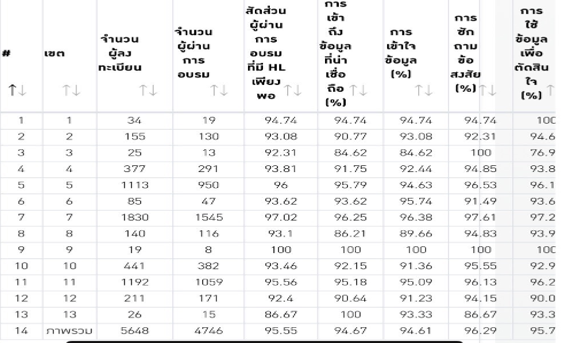 # เขต จำนวนผู้ลงทะเบียน จำนวนผู้ผ่านการอบรม สัดส่วนผู้ผ่านการอบรมที่มี HL เพียงพอ การเข้าถึงข้อมูลที่น่าเชื่อถือ (%) การเข้าใจข้อมูล (%) การซักถามข้อสงสัย (%) การใช้ข้อมูลเพื่อตัดสินใจ (%)
1 1 34 19 94.74 94.74 94.74 94.74 100
2 2 155 130 93.08 90.77 93.08 92.31 94.6
3 3 25 13 92.31 84.62 84.62 100 76.9
4 4 377 291 93.81 91.75 92.44 94.85 93.8
5 5 1113 950 96 95.79 94.63 96.53 96.1
6 6 85 47 93.62 93.62 95.74 91.49 93.6
7 7 1830 1545 97.02 96.25 96.38 97.61 97.2
8 8 140 116 93.1 86.21 89.66 94.83 93.9
9 9 19 8 100 100 100 100 100
10 10 441 382 93.46 92.15 91.36 95.55 92.9
11 11 1192 1059 95.56 95.18 95.09 96.13 96.2
12 12 211 171 92.4 90.64 91.23 94.15 90.0
13 13 26 15 86.67 100 93.33 86.67 93.3
14 ภาพรวม 5648 4746 95.55 94.67 94.61 96.29 95.7